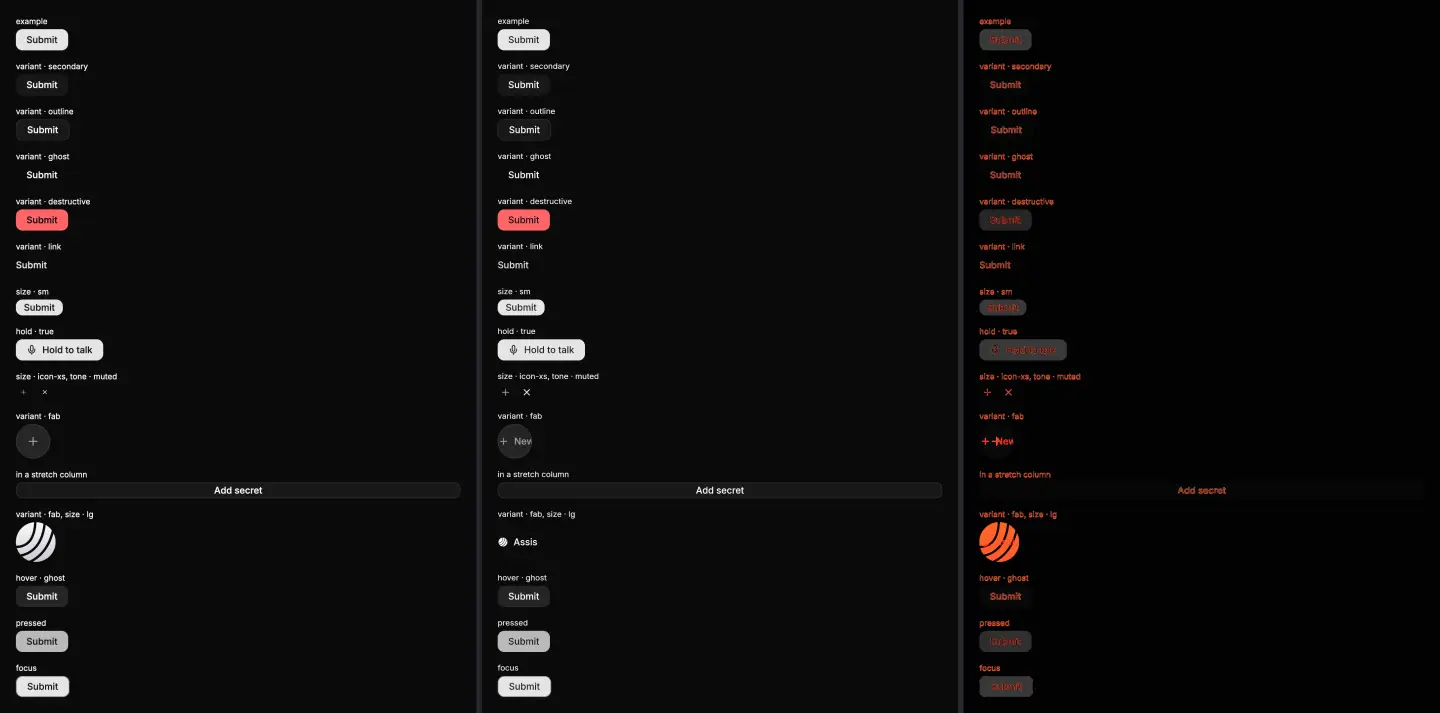 example
Submit
variant · secondary
Submit
variant · outline
Submit
variant · ghost
Submit
variant · destructive
Submit
variant · link
Submit
size · sm
Submit
hold · true
Hold to talk
size · icon-xs, tone · muted
variant · fab
in a stretch column
Add secret
variant · fab, size · lg
hover · ghost
Submit
pressed
Submit
focus
Submit
example
Submit
variant · secondary
Submit
variant · outline
Submit
variant · ghost
Submit
variant · destructive
Submit
variant · link
Submit
size · sm
Submit
hold · true
Hold to talk
size · icon-xs, tone · muted
variant · fab
New
in a stretch column
Add secret
variant · fab, size · lg
Assis
hover · ghost
Submit
pressed
Submit
focus
Submit
example
Submit
variant · secondary
Submit
variant · outline
Submit
variant · ghost
Submit
variant · destructive
Submit
variant · link
Submit
size · sm
Submit
hold · true
size · icon-xs, tone · muted
variant · fab
New
in a stretch column
Add secret
variant · fab, size · lg
hover · ghost
Submit
pressed
Submit
focus
Submit